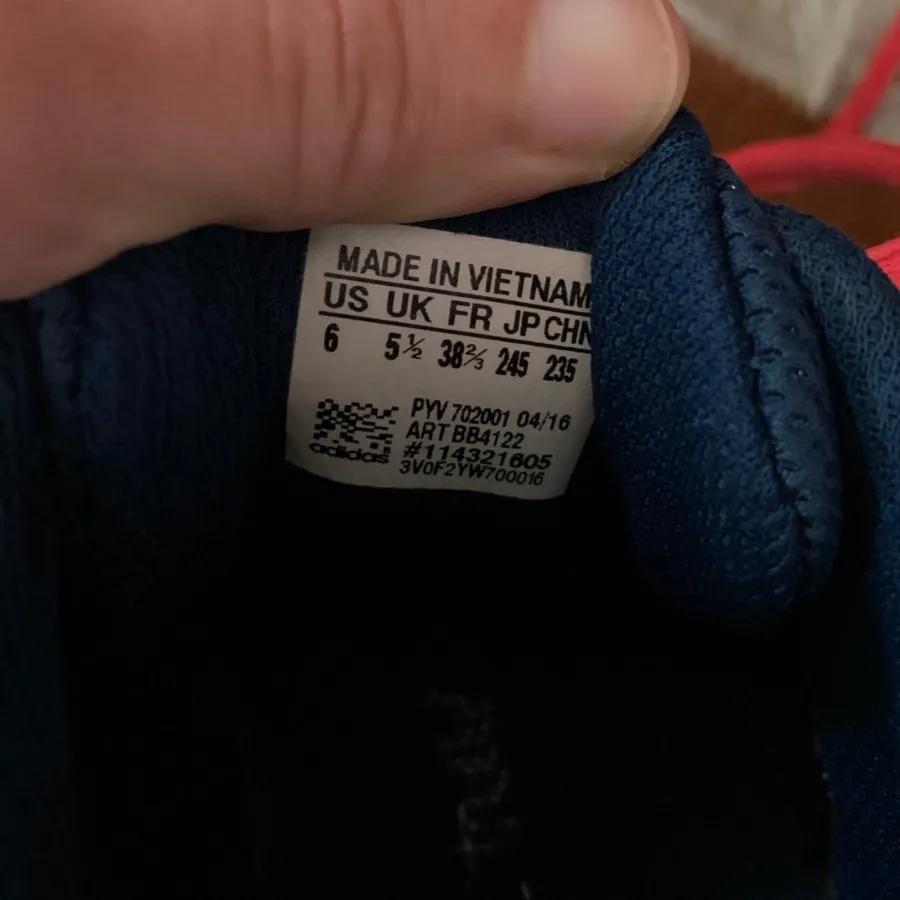 MADE IN VIETNAM
US UK FR JP CHN
6 5½ 38⅔ 245 235
PYV 702001 04/16
ART BB4122
#114321605
3V0F2YW700016
adidas